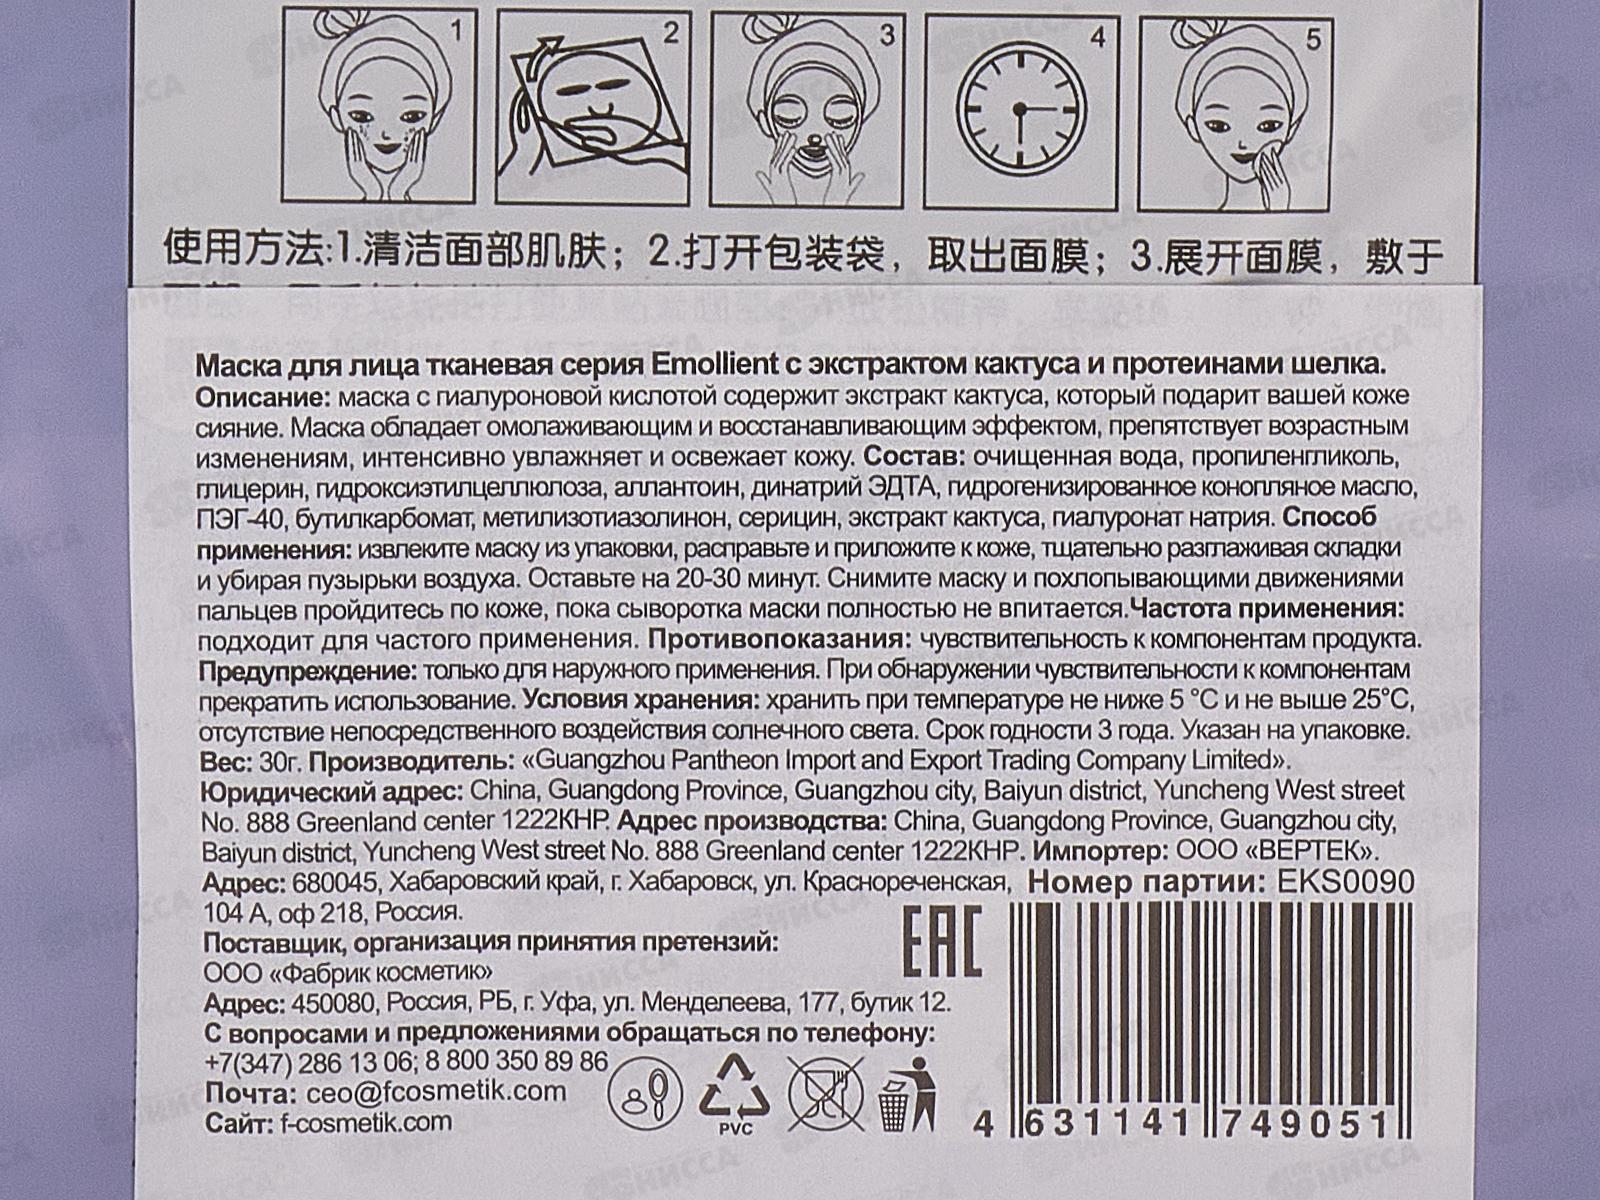 1 2 3 4 5
使用方法:1.清洁面部肌肤；2.打开包装袋，取出面膜；3.展开面膜，敷于
Маска для лица тканевая серия Emollient с экстрактом кактуса и протеинами шелка.
Описание: маска с гиалуроновой кислотой содержит экстракт кактуса, который подарит вашей коже
сияние. Маска обладает омолаживающим и восстанавливающим эффектом, препятствует возрастным
изменениям, интенсивно увлажняет и освежает кожу. Состав: очищенная вода, пропиленгликоль,
глицерин, гидроксиэтилцеллюлоза, аллантоин, динатрий ЭДТА, гидрогенизированное конопляное масло,
ПЭГ-40, бутилкарбомат, метилизотиазолинон, серицин, экстракт кактуса, гиалуронат натрия. Способ
применения: извлеките маску из упаковки, расправьте и приложите к коже, тщательно разглаживая складки
и убирая пузырьки воздуха. Оставьте на 20-30 минут. Снимите маску и похлопывающими движениями
пальцев пройдитесь по коже, пока сыворотка маски полностью не впитается.Частота применения:
подходит для частого применения. Противопоказания: чувствительность к компонентам продукта.
Предупреждение: только для наружного применения. При обнаружении чувствительности к компонентам
прекратить использование. Условия хранения: хранить при температуре не ниже 5 °C и не выше 25°C,
отсутствие непосредственного воздействия солнечного света. Срок годности 3 года. Указан на упаковке.
Вес: 30г. Производитель: «Guangzhou Pantheon Import and Export Trading Company Limited».
Юридический адрес: China, Guangdong Province, Guangzhou city, Baiyun district, Yuncheng West street
No. 888 Greenland center 1222КНР. Адрес производства: China, Guangdong Province, Guangzhou city,
Baiyun district, Yuncheng West street No. 888 Greenland center 1222КНР. Импортер: ООО «ВЕРТЕК».
Адрес: 680045, Хабаровский край, г. Хабаровск, ул. Краснореченская, Номер партии: EKS0090
104 А, оф 218, Россия.
EAC
Поставщик, организация принятия претензий:
ООО «Фабрик косметик»
Адрес: 450080, Россия, РБ, г. Уфа, ул. Менделеева, 177, бутик 12.
С вопросами и предложениями обращаться по телефону:
+7(347) 286 13 06; 8 800 350 89 86
Почта: ceo@fcosmetik.com
Сайт: f-cosmetik.com
PVC
4 631141 749051